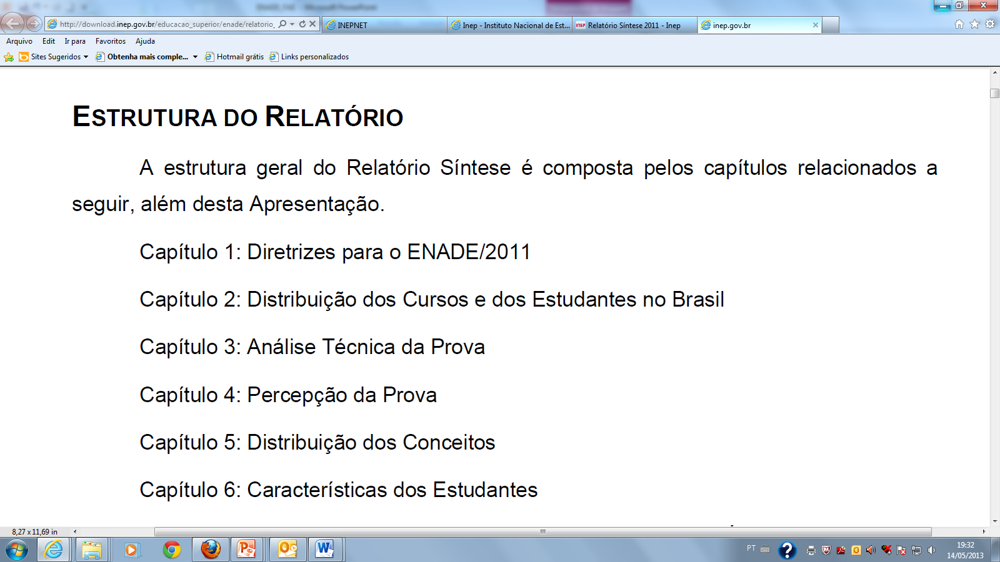 http://download.inep.gov.br/educacao_superior/enade/relatorio_
INEPNET
Inep - Instituto Nacional de Est...
INEP Relatório Síntese 2011 - Inep
inep.gov.br
Arquivo Edit Ir para Favoritos Ajuda
Sites Sugeridos
Obtenha mais comple...
Hotmail grátis
Links personalizados
ESTRUTURA DO RELATÓRIO
A estrutura geral do Relatório Síntese é composta pelos capítulos relacionados a
seguir, além desta Apresentação.
Capítulo 1: Diretrizes para o ENADE/2011
Capítulo 2: Distribuição dos Cursos e dos Estudantes no Brasil
Capítulo 3: Análise Técnica da Prova
Capítulo 4: Percepção da Prova
Capítulo 5: Distribuição dos Conceitos
Capítulo 6: Características dos Estudantes
8,27 x 11,69 in
PT
19:32
14/05/2013